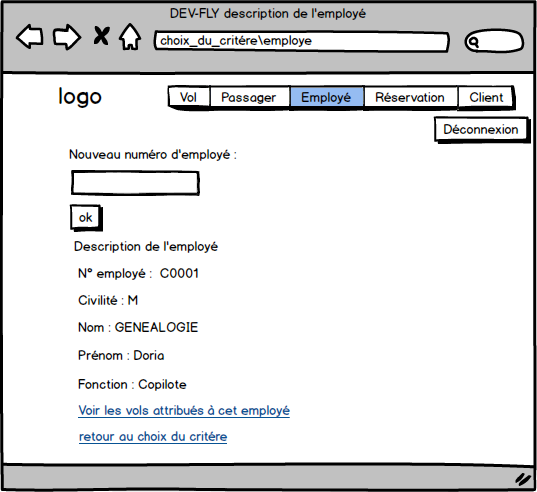 DEV-FLY description de l'employé
choix_du_critére\employe
logo
Vol Passager Employé Réservation Client
Déconnexion
Nouveau numéro d'employé :
ok
Description de l'employé
N° employé : C0001
Civilité : M
Nom : GENEALOGIE
Prénom : Doria
Fonction : Copilote
Voir les vols attribués à cet employé
retour au choix du critére